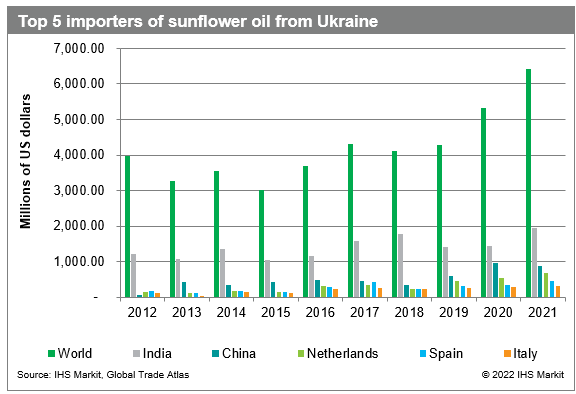 Top 5 importers of sunflower oil from Ukraine
Millions of US dollars
7,000.00
6,000.00
5,000.00
4,000.00
3,000.00
2,000.00
1,000.00
-
2012 2013 2014 2015 2016 2017 2018 2019 2020 2021
World India China Netherlands Spain Italy
Source: IHS Markit, Global Trade Atlas © 2022 IHS Markit